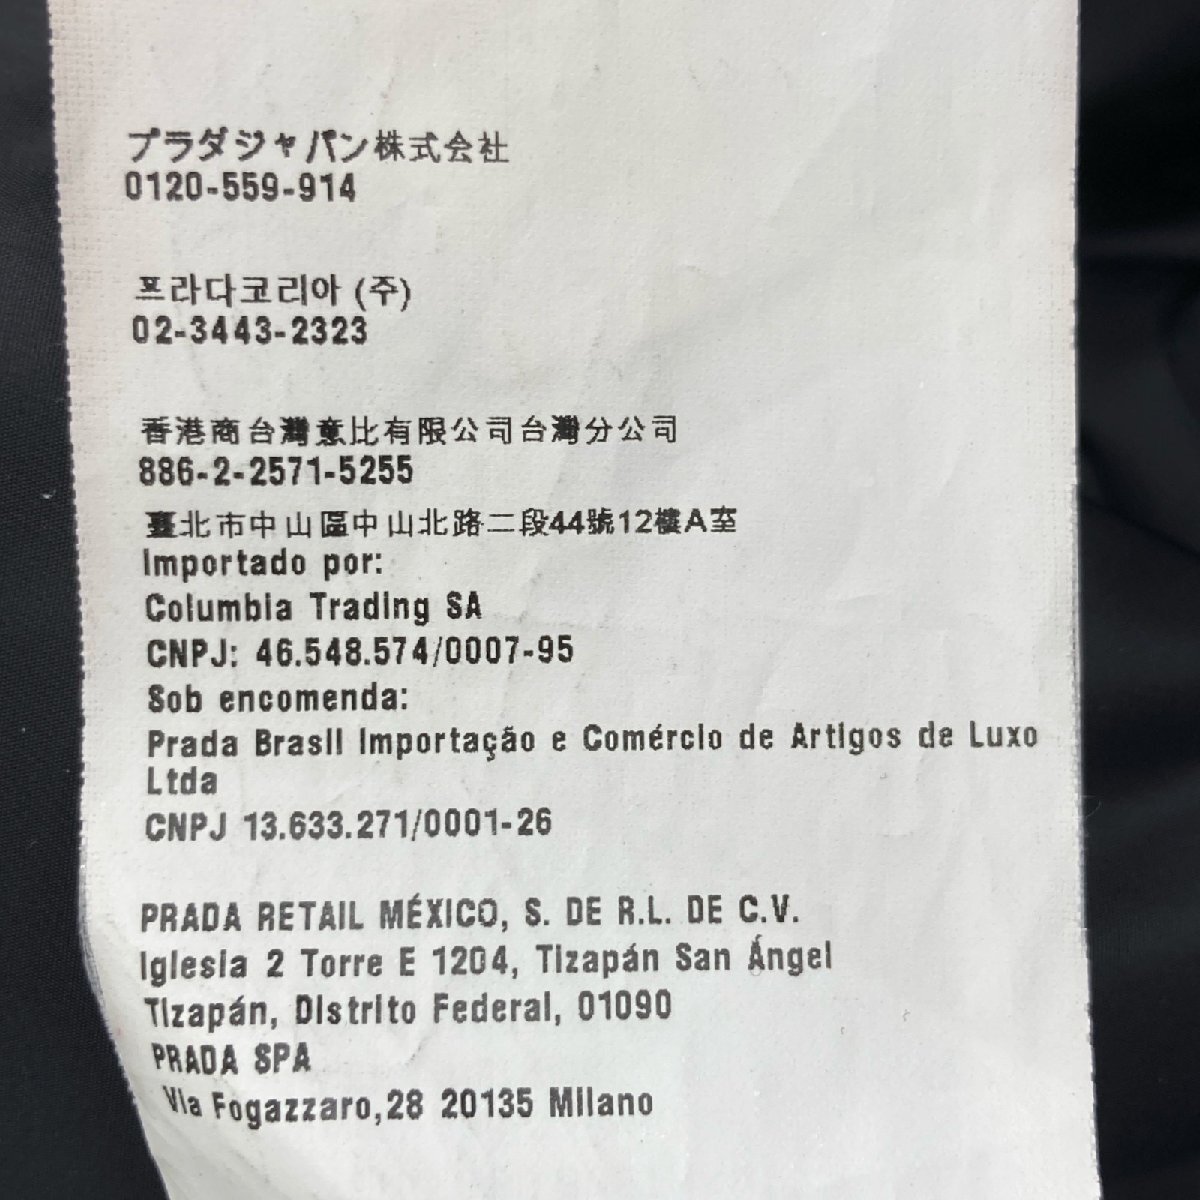 プラダジャパン株式会社
0120-559-914
프라다코리아 (주)
02-3443-2323
香港商台灣意比有限公司台灣分公司
886-2-2571-5255
臺北市中山區中山北路二段44號12樓A室
Importado por:
Columbia Trading SA
CNPJ: 46.548.574/0007-95
Sob encomenda:
Prada Brasil Importação e Comércio de Artigos de Luxo
Ltda
CNPJ 13.633.271/0001-26
PRADA RETAIL MÉXICO, S. DE R.L. DE C.V.
Iglesia 2 Torre E 1204, Tizapán San Ángel
Tizapán, Distrito Federal, 01090
PRADA SPA
Via Fogazzaro,28 20135 Milano